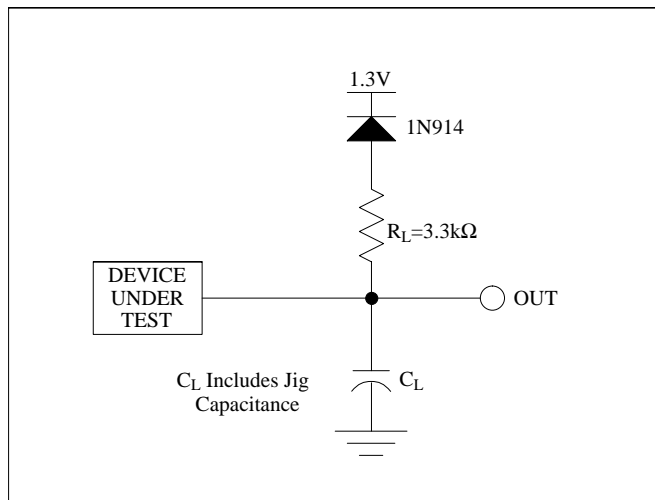 1.3V
1N914
R_L=3.3kΩ
DEVICE
UNDER
TEST
OUT
C_L Includes Jig
Capacitance
C_L